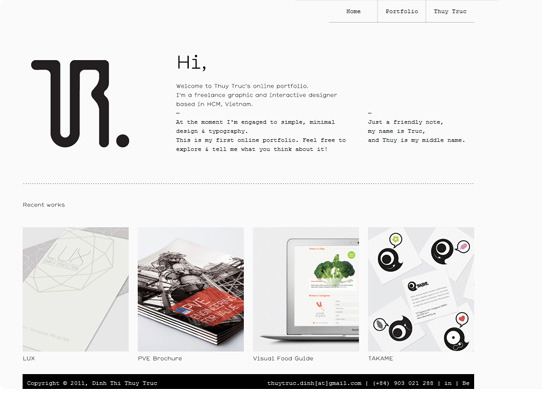 Home
Portfolio
Thuy Truc
TR.
Hi,
Welcome to Thuy Truc's online portfolio.
I'm a freelance graphic and interactive designer
based in HCM, Vietnam.
—
At the moment I'm engaged to simple, minimal
design & typography.
This is my first online portfolio. Feel free to
explore & tell me what you think about it!
—
Just a friendly note,
my name is Truc,
and Thuy is my middle name.
Recent works
PVE
ENGINEERING
FOR VALUE
LUX
PVE Brochure
Visual Food Guide
TAKAME
Copyright © 2011, Dinh Thi Thuy Truc
thuytruc.dinh[at]gmail.com | (+84) 903 021 288 | in | Be